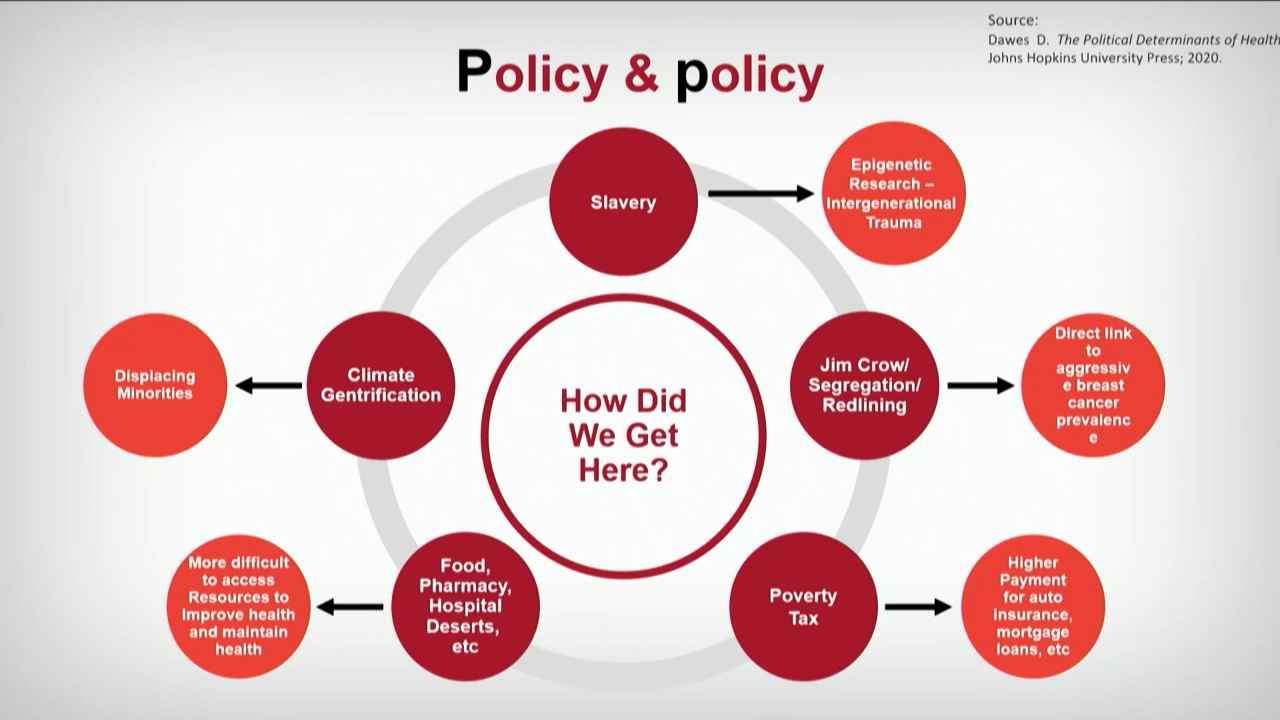 Source:
Dawes D. The Political Determinants of Health
Johns Hopkins University Press; 2020.
Policy & policy
Slavery
Epigenetic
Research –
Intergenerational
Trauma
Displacing
Minorities
Climate
Gentrification
How Did
We Get
Here?
Jim Crow/
Segregation/
Redlining
Direct link
to
aggressiv
e breast
cancer
prevalenc
e
More difficult
to access
Resources to
Improve health
and maintain
health
Food,
Pharmacy,
Hospital
Deserts,
etc
Poverty
Tax
Higher
Payment
for auto
insurance,
mortgage
loans, etc